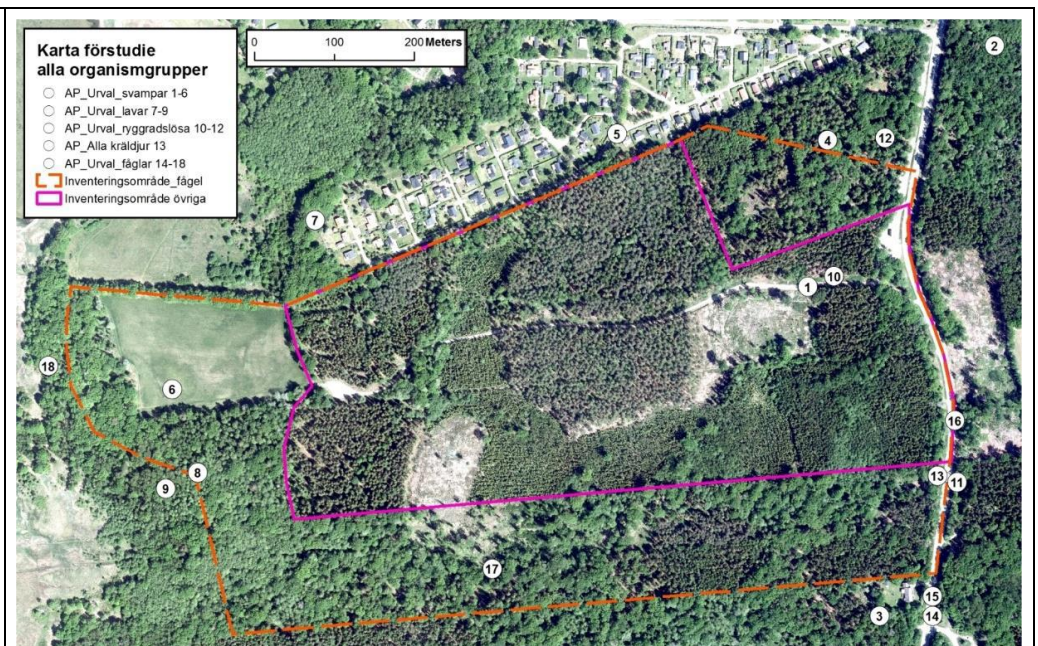 Karta förstudie
alla organismgrupper
AP_Urval_svampar 1-6
AP_Urval_lavar 7-9
AP_Urval_ryggradslösa 10-12
AP_Alla kräldjur 13
AP_Urval_fåglar 14-18
Inventeringsområde_fågel
Inventeringsområde övriga
0 100 200 Meters
2
5
4
12
7
10
1
18
6
16
8
13
9
11
17
15
3
14